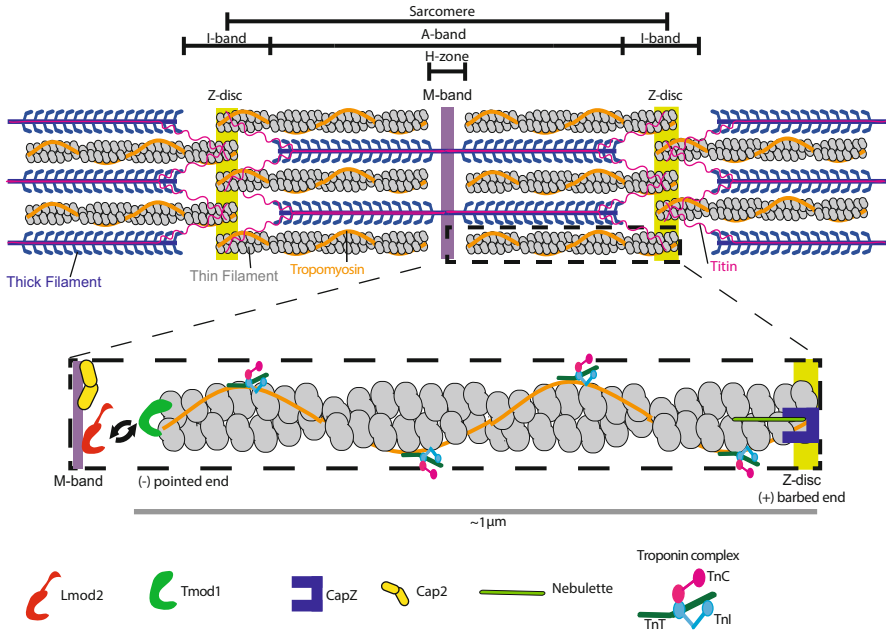 Sarcomere
I-band
A-band
I-band
H-zone
Z-disc
M-band
Z-disc
Thick Filament
Thin Filament
Tropomyosin
Titin
M-band
(-) pointed end
Z-disc
(+) barbed end
~1μm
Lmod2
Tmod1
CapZ
Cap2
Nebulette
Troponin complex
TnC
TnT
TnI